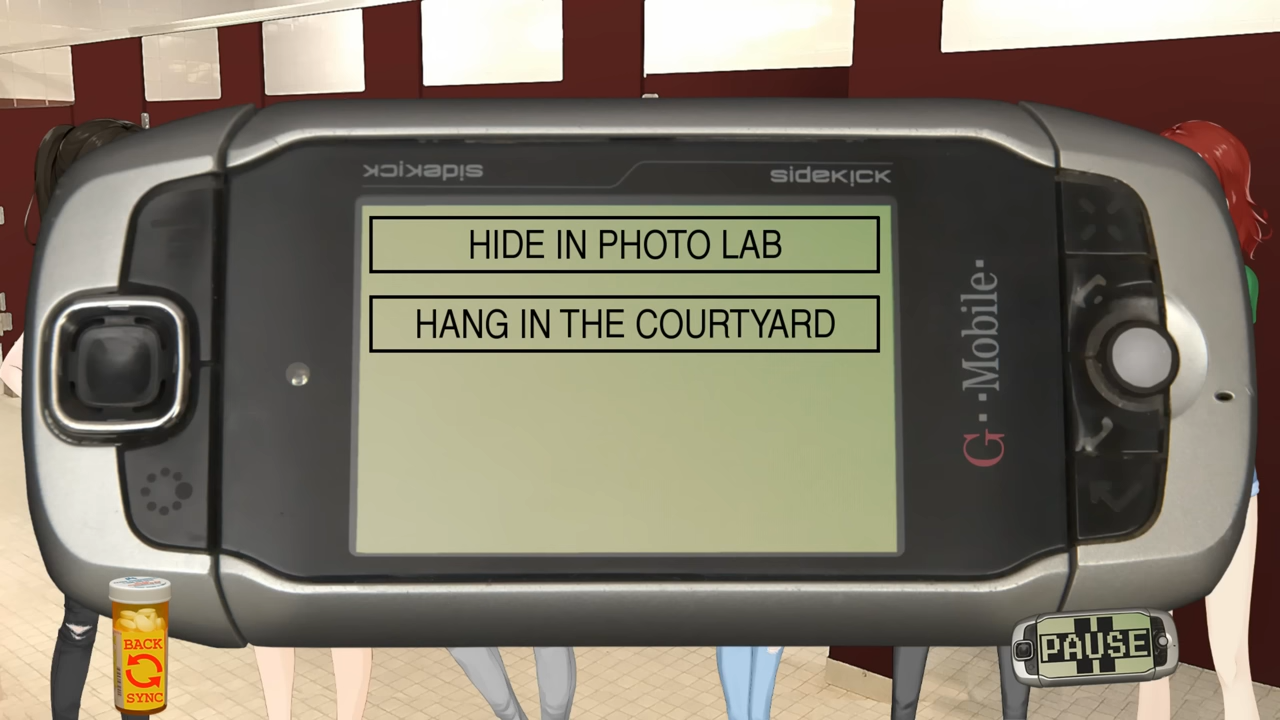 sidekick
sidekick
HIDE IN PHOTO LAB
HANG IN THE COURTYARD
G··Mobile·
BACK
SYNC
PAUSE